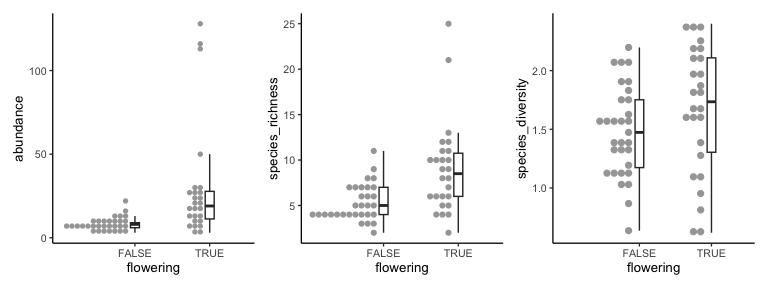 abundance
100
50
0
FALSE
TRUE
flowering
species_richness
25
20
15
10
5
FALSE
TRUE
flowering
species_diversity
2.0
1.5
1.0
FALSE
TRUE
flowering